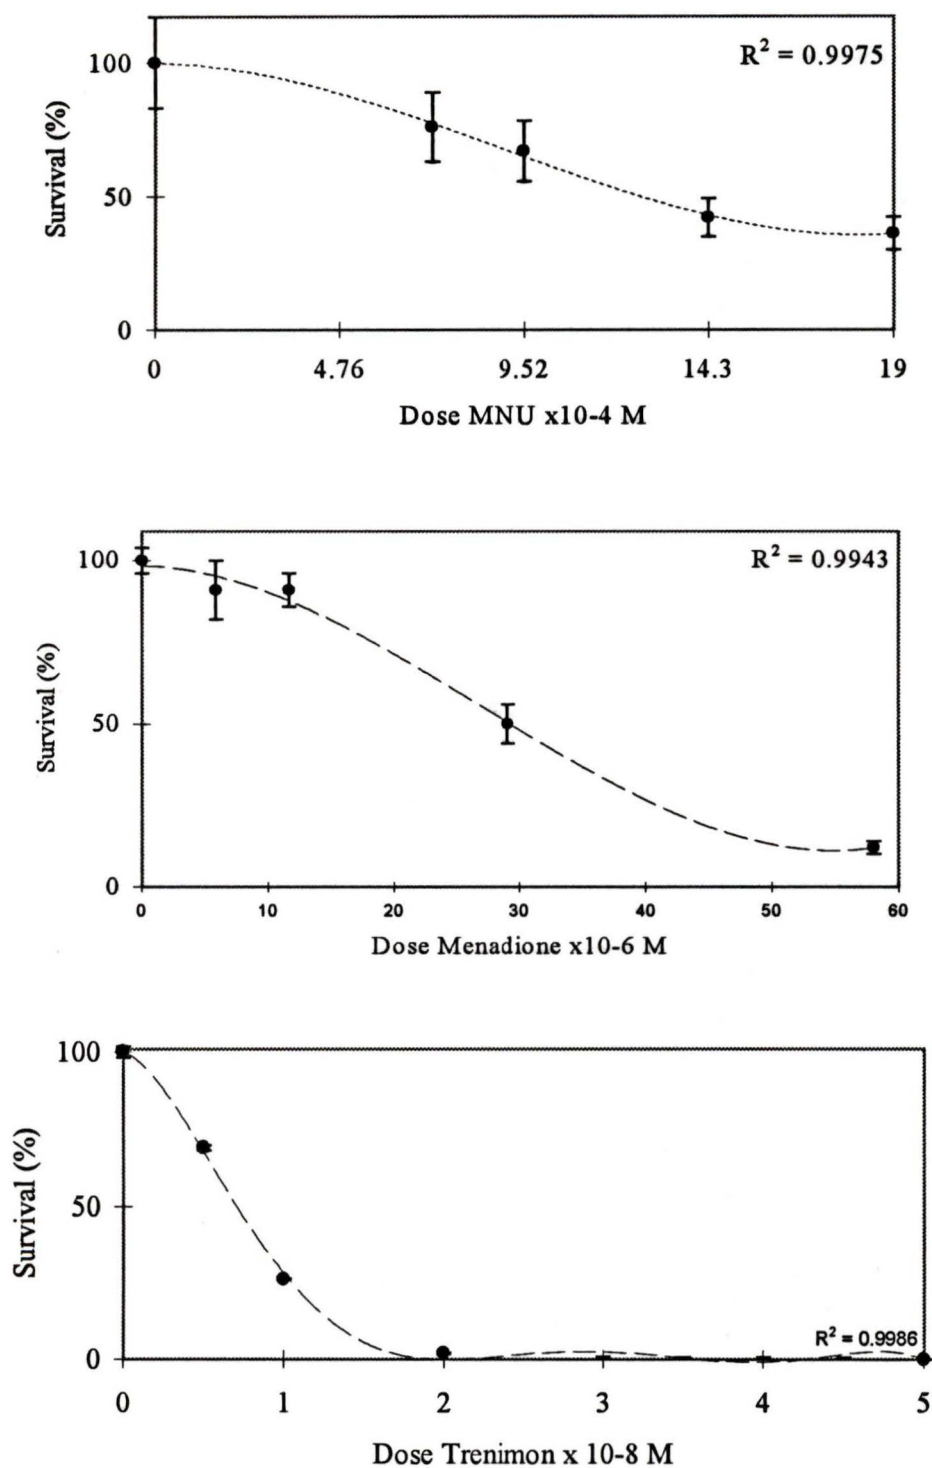 R² = 0.9975
100
50
0
Survival (%)
0 4.76 9.52 14.3 19
Dose MNU x10-4 M
R² = 0.9943
100
50
0
Survival (%)
0 10 20 30 40 50 60
Dose Menadione x10-6 M
100
50
0
Survival (%)
R² = 0.9986
0 1 2 3 4 5
Dose Trenimon x 10-8 M